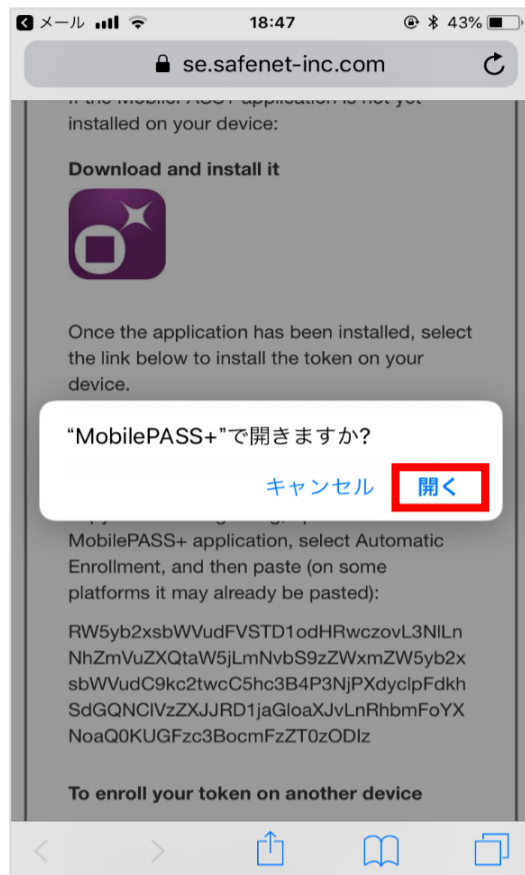 メール
18:47
43%
se.safenet-inc.com
installed on your device:
Download and install it
Once the application has been installed, select
the link below to install the token on your
device.
“MobilePASS+”で開きますか?
キャンセル
開く
MobilePASS+ application, select Automatic
Enrollment, and then paste (on some
platforms it may already be pasted):
RW5yb2xsbWVudFVSTD1odHRwczovL3NlLn
NhZmVuZXQtaW5jLmNvbS9zZWxmZW5yb2x
sbWVudC9kc2twcC5hc3B4P3NjPXdyclpFdkh
SdGQNClVzZXJJRD1jaGloaXJvLnRhbmFoYX
NoaQ0KUGFzc3BocmFzZT0zODIz
To enroll your token on another device